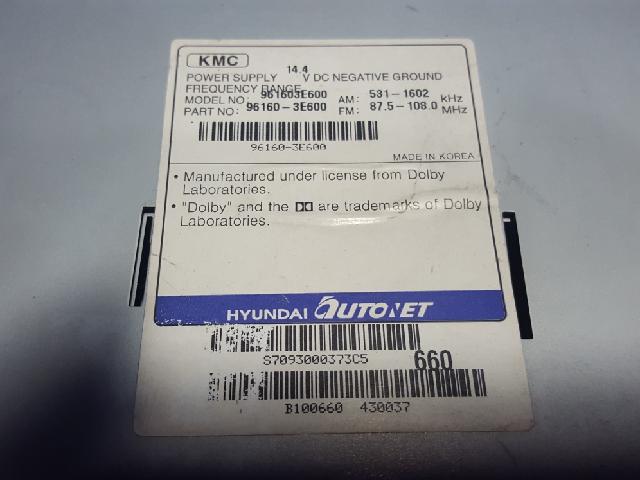 KMC
POWER SUPPLY 14.4 V DC NEGATIVE GROUND
FREQUENCY RANGE
MODEL NO: 961603E600 AM: 531-1602 kHz
PART NO: 96160-3E600 FM: 87.5-108.0 MHz
96160-3E600
MADE IN KOREA
• Manufactured under license from Dolby
Laboratories.
• "Dolby" and the are trademarks of Dolby
Laboratories.
HYUNDAI AUTONET
S7093000373C5 660
B100660 430037